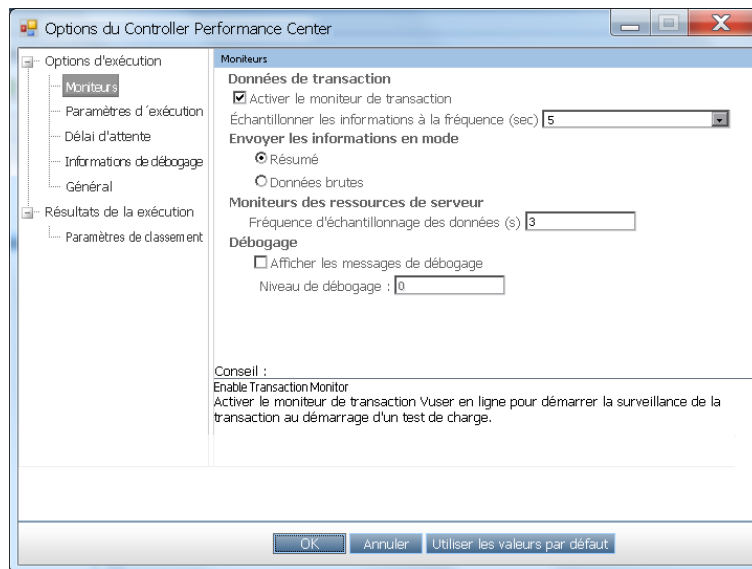 Options du Controller Performance Center
Options d'exécution
Moniteurs
Paramètres d´exécution
Délai d'attente
Informations de débogage
Général
Résultats de la exécution
Paramètres de classement
Moniteurs
Données de transaction
Activer le moniteur de transaction
Échantillonner les informations à la fréquence (sec) 5
Envoyer les informations en mode
Résumé
Données brutes
Moniteurs des ressources de serveur
Fréquence d'échantillonnage des données (s) 3
Débogage
Afficher les messages de débogage
Niveau de débogage : 0
Conseil :
Enable Transaction Monitor
Activer le moniteur de transaction Vuser en ligne pour démarrer la surveillance de la
transaction au démarrage d'un test de charge.
OK Annuler Utiliser les valeurs par défaut